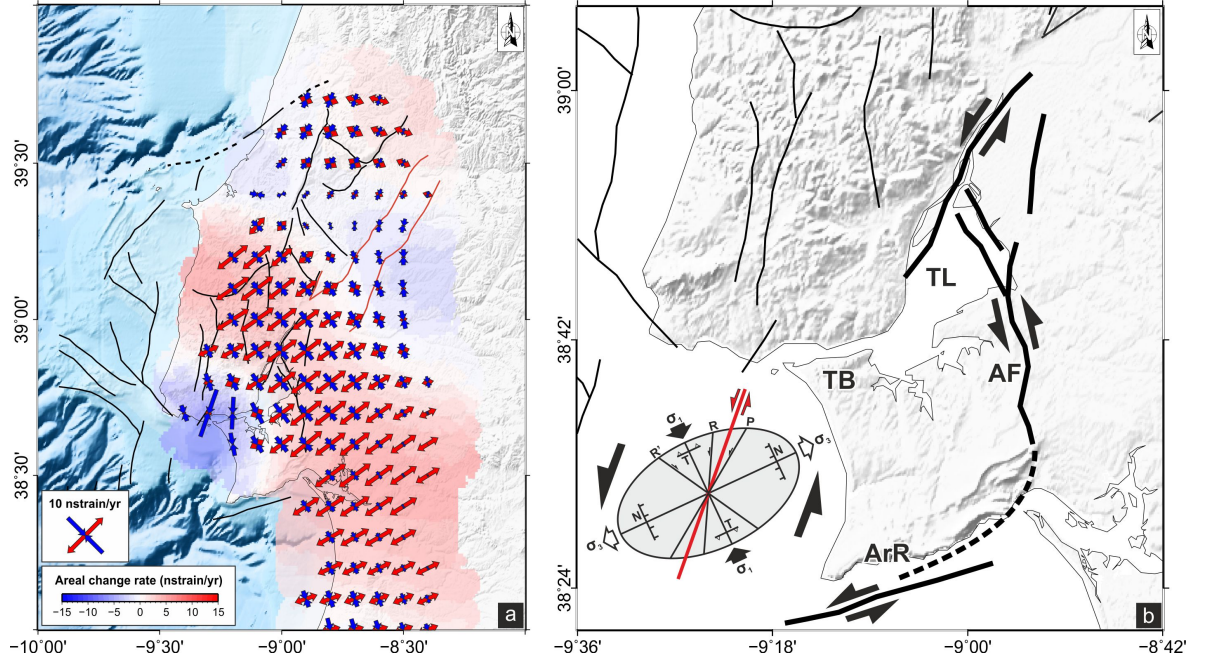 39°30'
39°00'
38°30'
10 nstrain/yr
Areal change rate (nstrain/yr)
−15 −10 −5 0 5 10 15
a
−10°00' −9°30' −9°00' −8°30'
39°00'
38°42'
38°24'
TL
TB
AF
ArR
σ₁
R P
R'
T
N
σ₃
N
T
σ₃
σ₁
b
−9°36' −9°18' −9°00' −8°42'